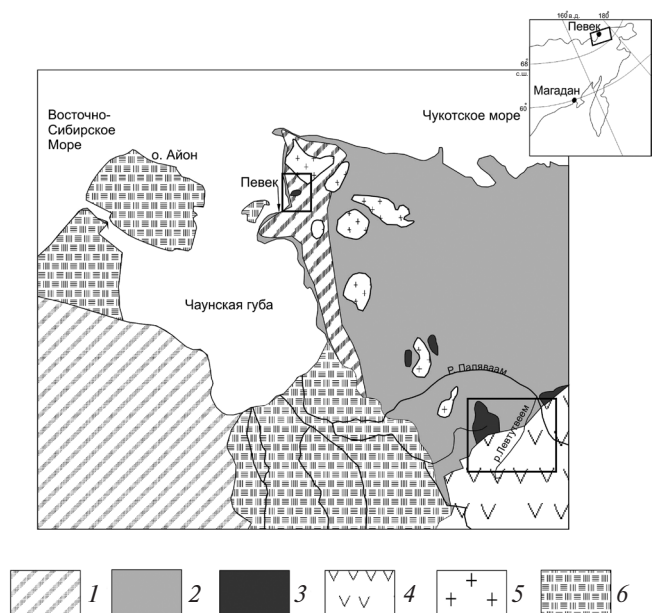 160° в.д. 180°
Певек
68°
с.ш.
Магадан
60°
Восточно-
Сибирское
Море
Чукотское море
о. Айон
Певек
Чаунская губа
р. Паляваам
р.Левтутвеем
1 2 3 4 5 6